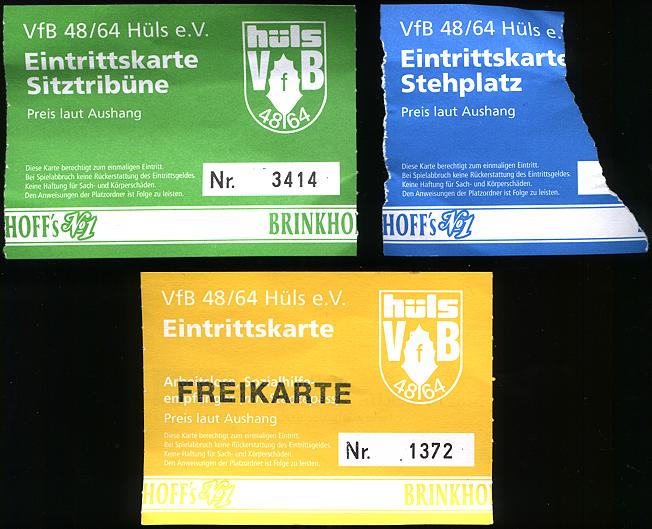 VfB 48/64 Hüls e.V.
Eintrittskarte
Sitztribüne
Preis laut Aushang
hüls
V f B
48 64
Diese Karte berechtigt zum einmaligen Eintritt.
Bei Spielabbruch keine Rückerstattung des Eintrittsgeldes.
Keine Haftung für Sach- und Körperschäden.
Den Anweisungen der Platzordner ist Folge zu leisten.
Nr. 3414
HOFF's No1 BRINKHO
VfB 48/64 Hüls e.
Eintrittskarte
Stehplatz
Preis laut Aushang
Diese Karte berechtigt zum einmaligen Eintritt.
Bei Spielabbruch keine Rückerstattung des Eintrittsgeldes.
Keine Haftung für Sach- und Körperschäden.
Den Anweisungen der Platzordner ist Folge zu leisten.
HOFF's No1
VfB 48/64 Hüls e.V.
Eintrittskarte
FREIKARTE
Preis laut Aushang
hüls
V f B
48 64
Diese Karte berechtigt zum einmaligen Eintritt.
Bei Spielabbruch keine Rückerstattung des Eintrittsgeldes.
Keine Haftung für Sach- und Körperschäden.
Den Anweisungen der Platzordner ist Folge zu leisten.
Nr. 1372
HOFF's No1 BRINKHO